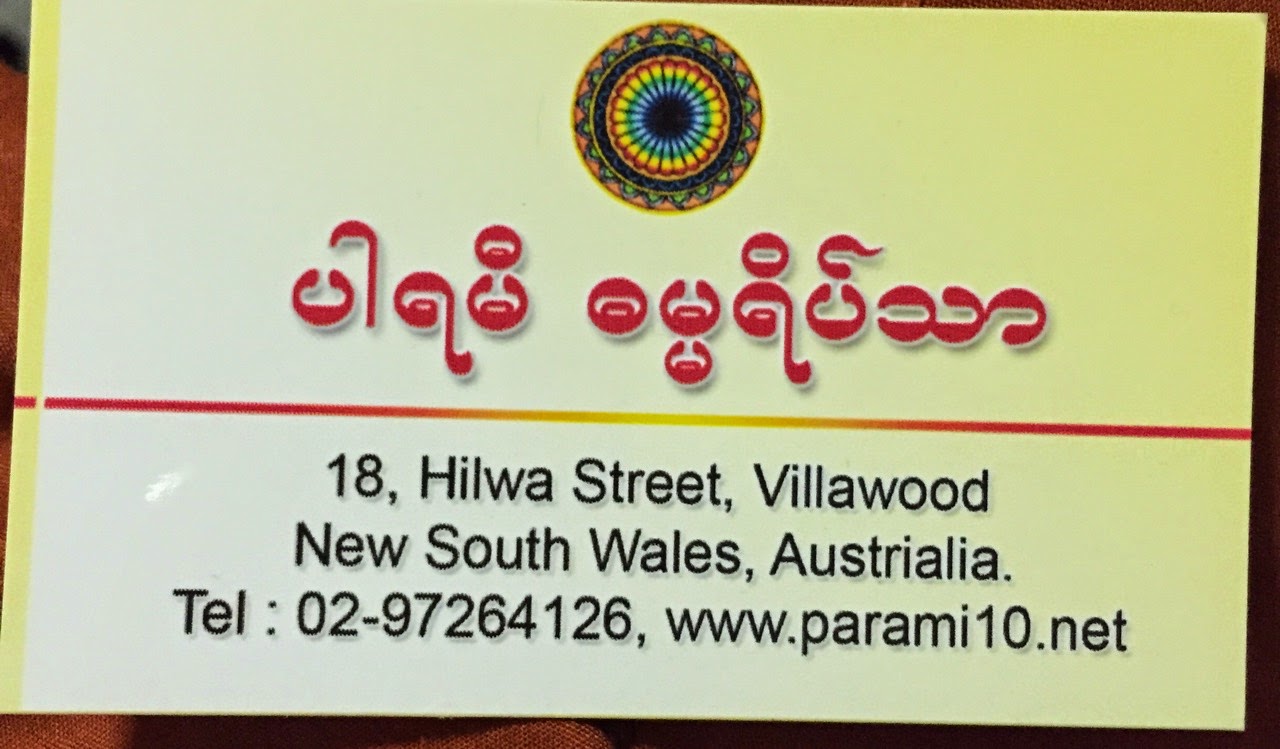 ပါရမီ ဓမ္မရိပ်သာ
18, Hilwa Street, Villawood
New South Wales, Austrialia.
Tel : 02-97264126, www.parami10.net